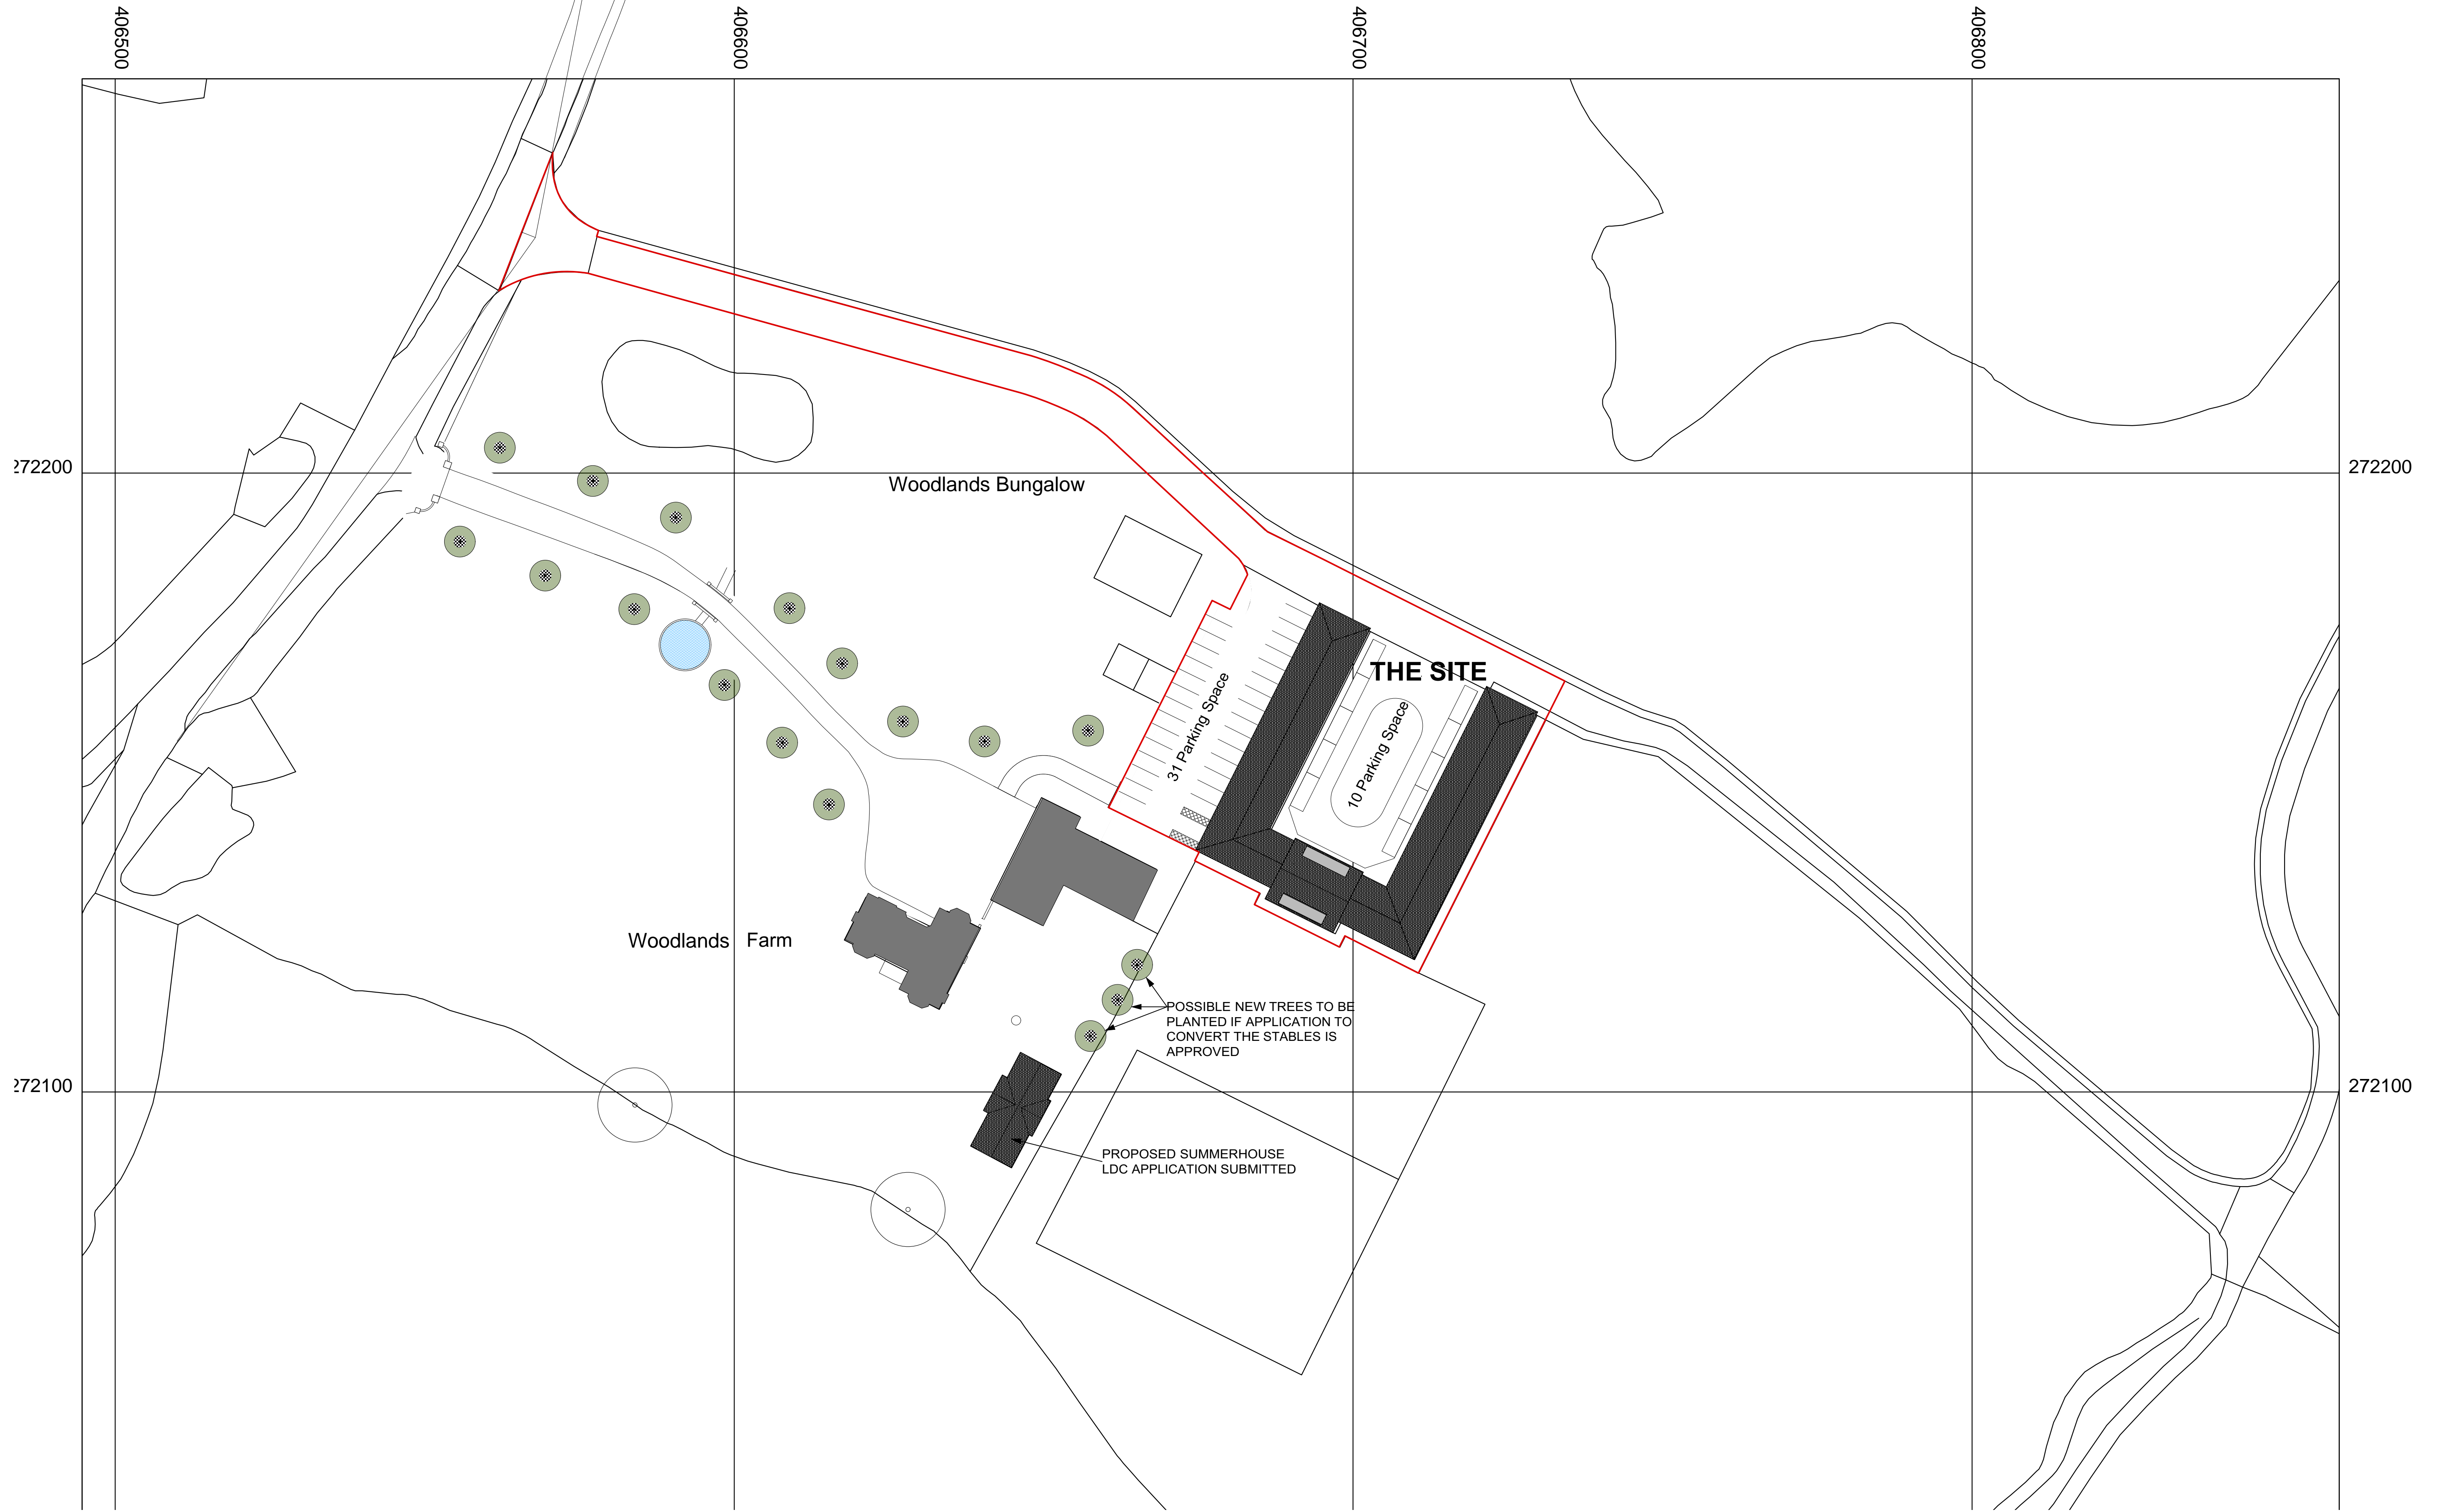 406500
406600
406700
406800
272200
272200
Woodlands Bungalow
THE SITE
31 Parking Space
10 Parking Space
Woodlands Farm
POSSIBLE NEW TREES TO BE
PLANTED IF APPLICATION TO
CONVERT THE STABLES IS
APPROVED
272100
272100
PROPOSED SUMMERHOUSE
LDC APPLICATION SUBMITTED